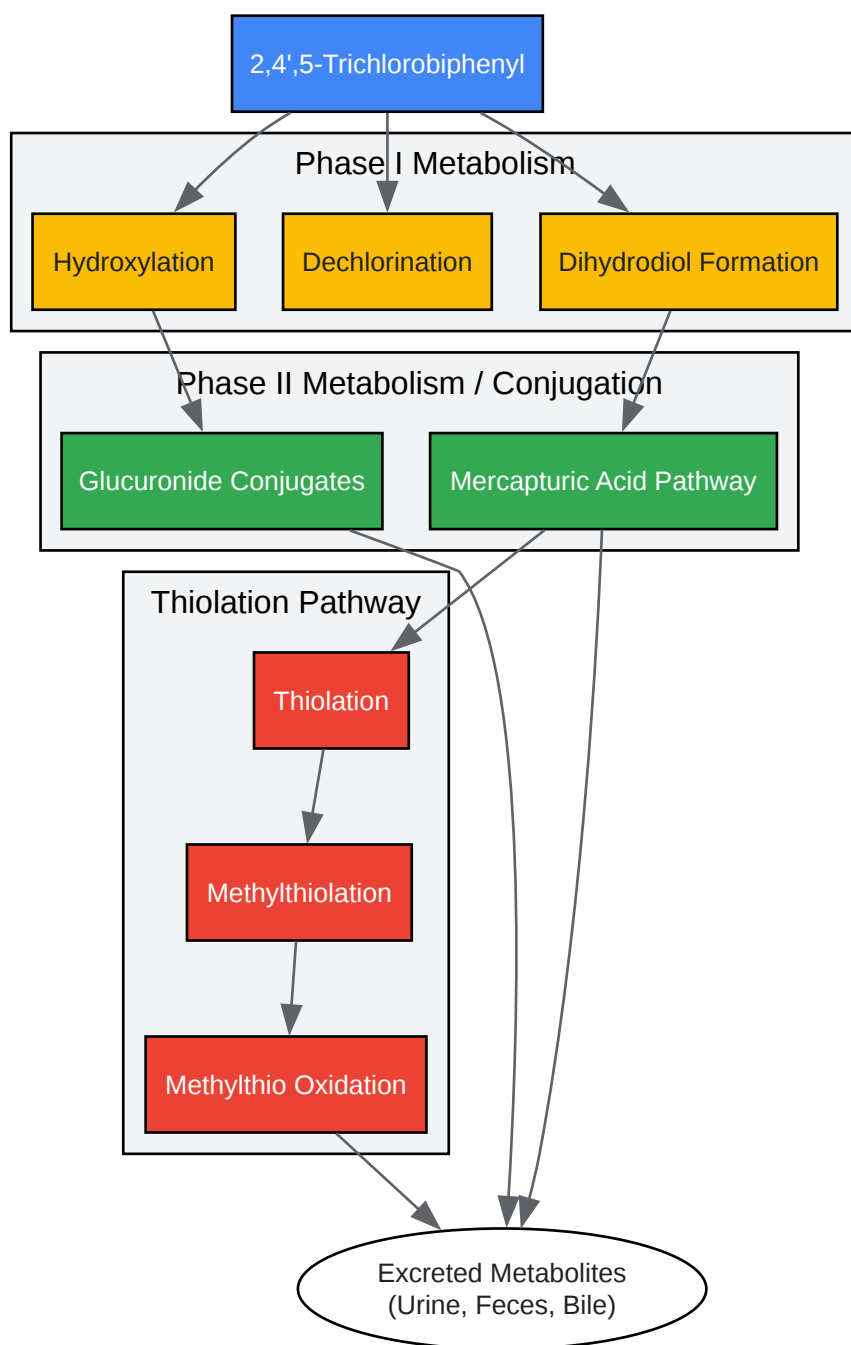 2,4',5-Trichlorobiphenyl
Phase I Metabolism
Hydroxylation
Dechlorination
Dihydrodiol Formation
Phase II Metabolism / Conjugation
Glucuronide Conjugates
Mercapturic Acid Pathway
Thiolation Pathway
Thiolation
Methylthiolation
Methylthio Oxidation
Excreted Metabolites
(Urine, Feces, Bile)